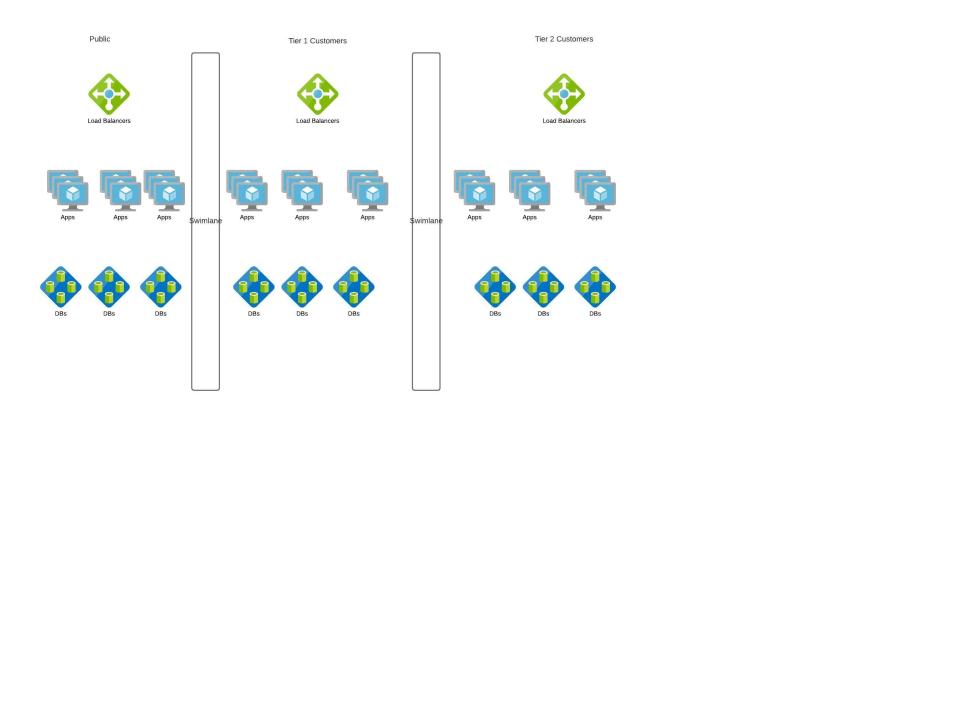 Public
Tier 1 Customers
Tier 2 Customers
Load Balancers
Load Balancers
Load Balancers
Apps
Apps
Apps
Swimlane
Apps
Apps
Apps
Swimlane
Apps
Apps
Apps
DBs
DBs
DBs
DBs
DBs
DBs
DBs
DBs
DBs